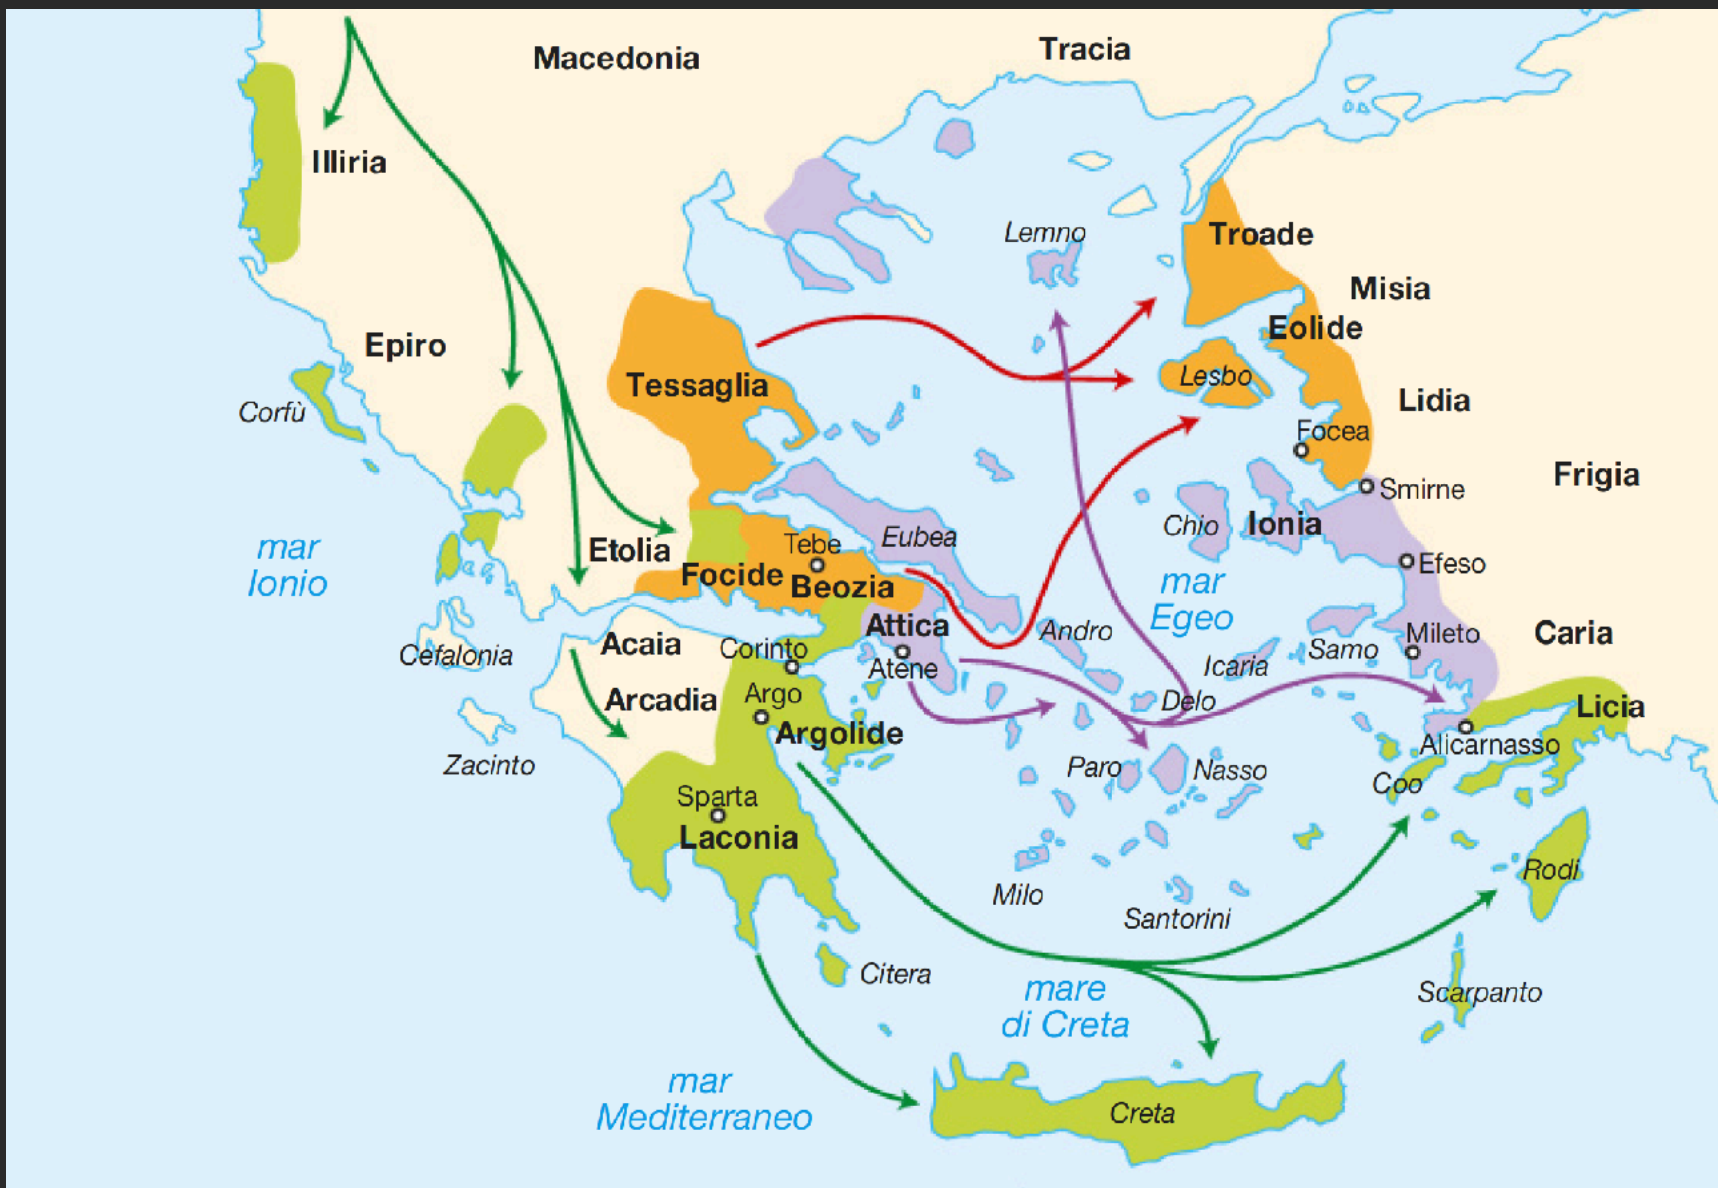 Macedonia
Tracia
Illiria
Lemno
Troade
Misia
Eolide
Epiro
Tessaglia
Lesbo
Lidia
Corfù
Focea
Frigia
Smirne
Chio
Ionia
Eubea
Tebe
Etolia
mar
Ionio
Focide
Beozia
Efeso
mar
Egeo
Attica
Andro
Acaia
Corinto
Atene
Cefalonia
Icaria
Samo
Mileto
Caria
Arcadia
Argo
Delo
Licia
Argolide
Alicarnasso
Zacinto
Paro
Nasso
Coo
Sparta
Laconia
Milo
Santorini
Rodi
Citera
Scarpanto
mare
di Creta
mar
Mediterraneo
Creta